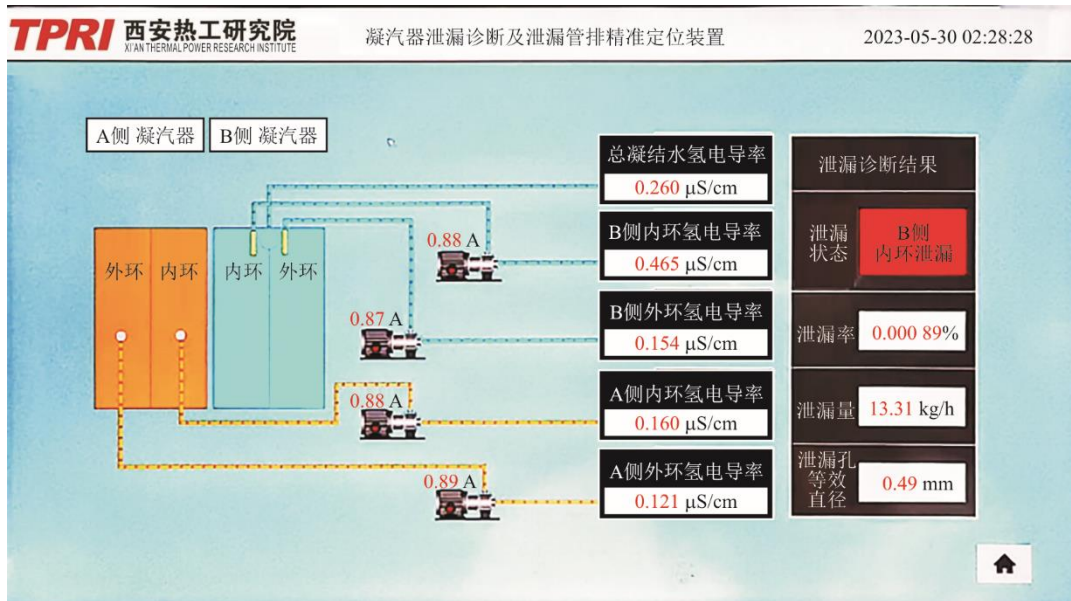 TPRI 西安热工研究院
XI'AN THERMAL POWER RESEARCH INSTITUTE
凝汽器泄漏诊断及泄漏管排精准定位装置
2023-05-30 02:28:28
A侧 凝汽器
B侧 凝汽器
外环
内环
内环
外环
0.88 A
0.87 A
0.88 A
0.89 A
总凝结水氢电导率
0.260 μS/cm
B侧内环氢电导率
0.465 μS/cm
B侧外环氢电导率
0.154 μS/cm
A侧内环氢电导率
0.160 μS/cm
A侧外环氢电导率
0.121 μS/cm
泄漏诊断结果
泄漏
状态
B侧
内环泄漏
泄漏率
0.000 89%
泄漏量
13.31 kg/h
泄漏孔
等效
直径
0.49 mm